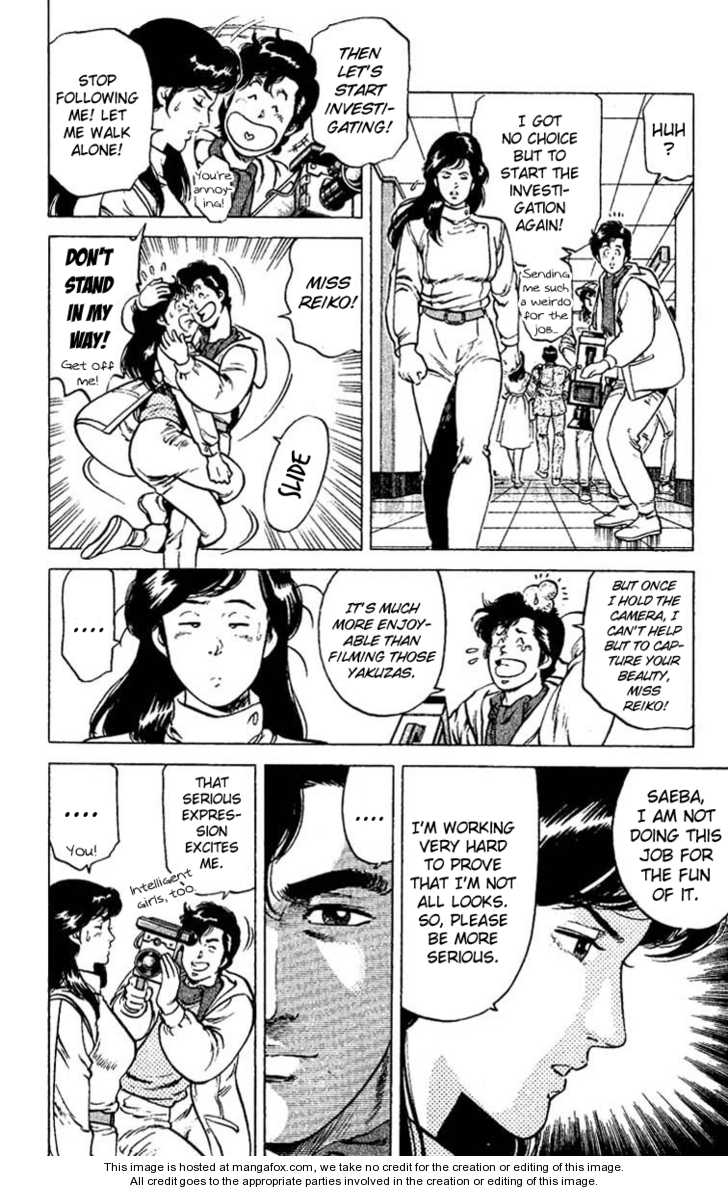 HUH
?
I GOT
NO CHOICE
BUT TO
START THE
INVESTI-
GATION
AGAIN!
Sending
me such
a weirdo
for the
job...
THEN
LET'S
START
INVESTI-
GATING!
STOP
FOLLOWING
ME! LET
ME WALK
ALONE!
You're
annoy-
ing!
MISS
REIKO!
DON'T
STAND
IN MY
WAY!
Get off
me!
SLIDE
BUT ONCE
I HOLD THE
CAMERA, I
CAN'T HELP
BUT TO CAP-
TURE YOUR
BEAUTY,
MISS
REIKO!
IT'S MUCH
MORE ENJOY-
ABLE THAN
FILMING THOSE
YAKUZAS.
....
SAEBA,
I AM NOT
DOING THIS
JOB FOR
THE FUN
OF IT.
I'M WORKING
VERY HARD
TO PROVE
THAT I'M NOT
ALL LOOKS.
SO, PLEASE
BE MORE
SERIOUS.
....
THAT
SERIOUS
EXPRES-
SION
EXCITES
ME.
Intelligent
girls, too.
....
You!
This image is hosted at mangafox.com, we take no credit for the creation or editing of this image.
All credit goes to the appropriate parties involved in the creation or editing of this image.